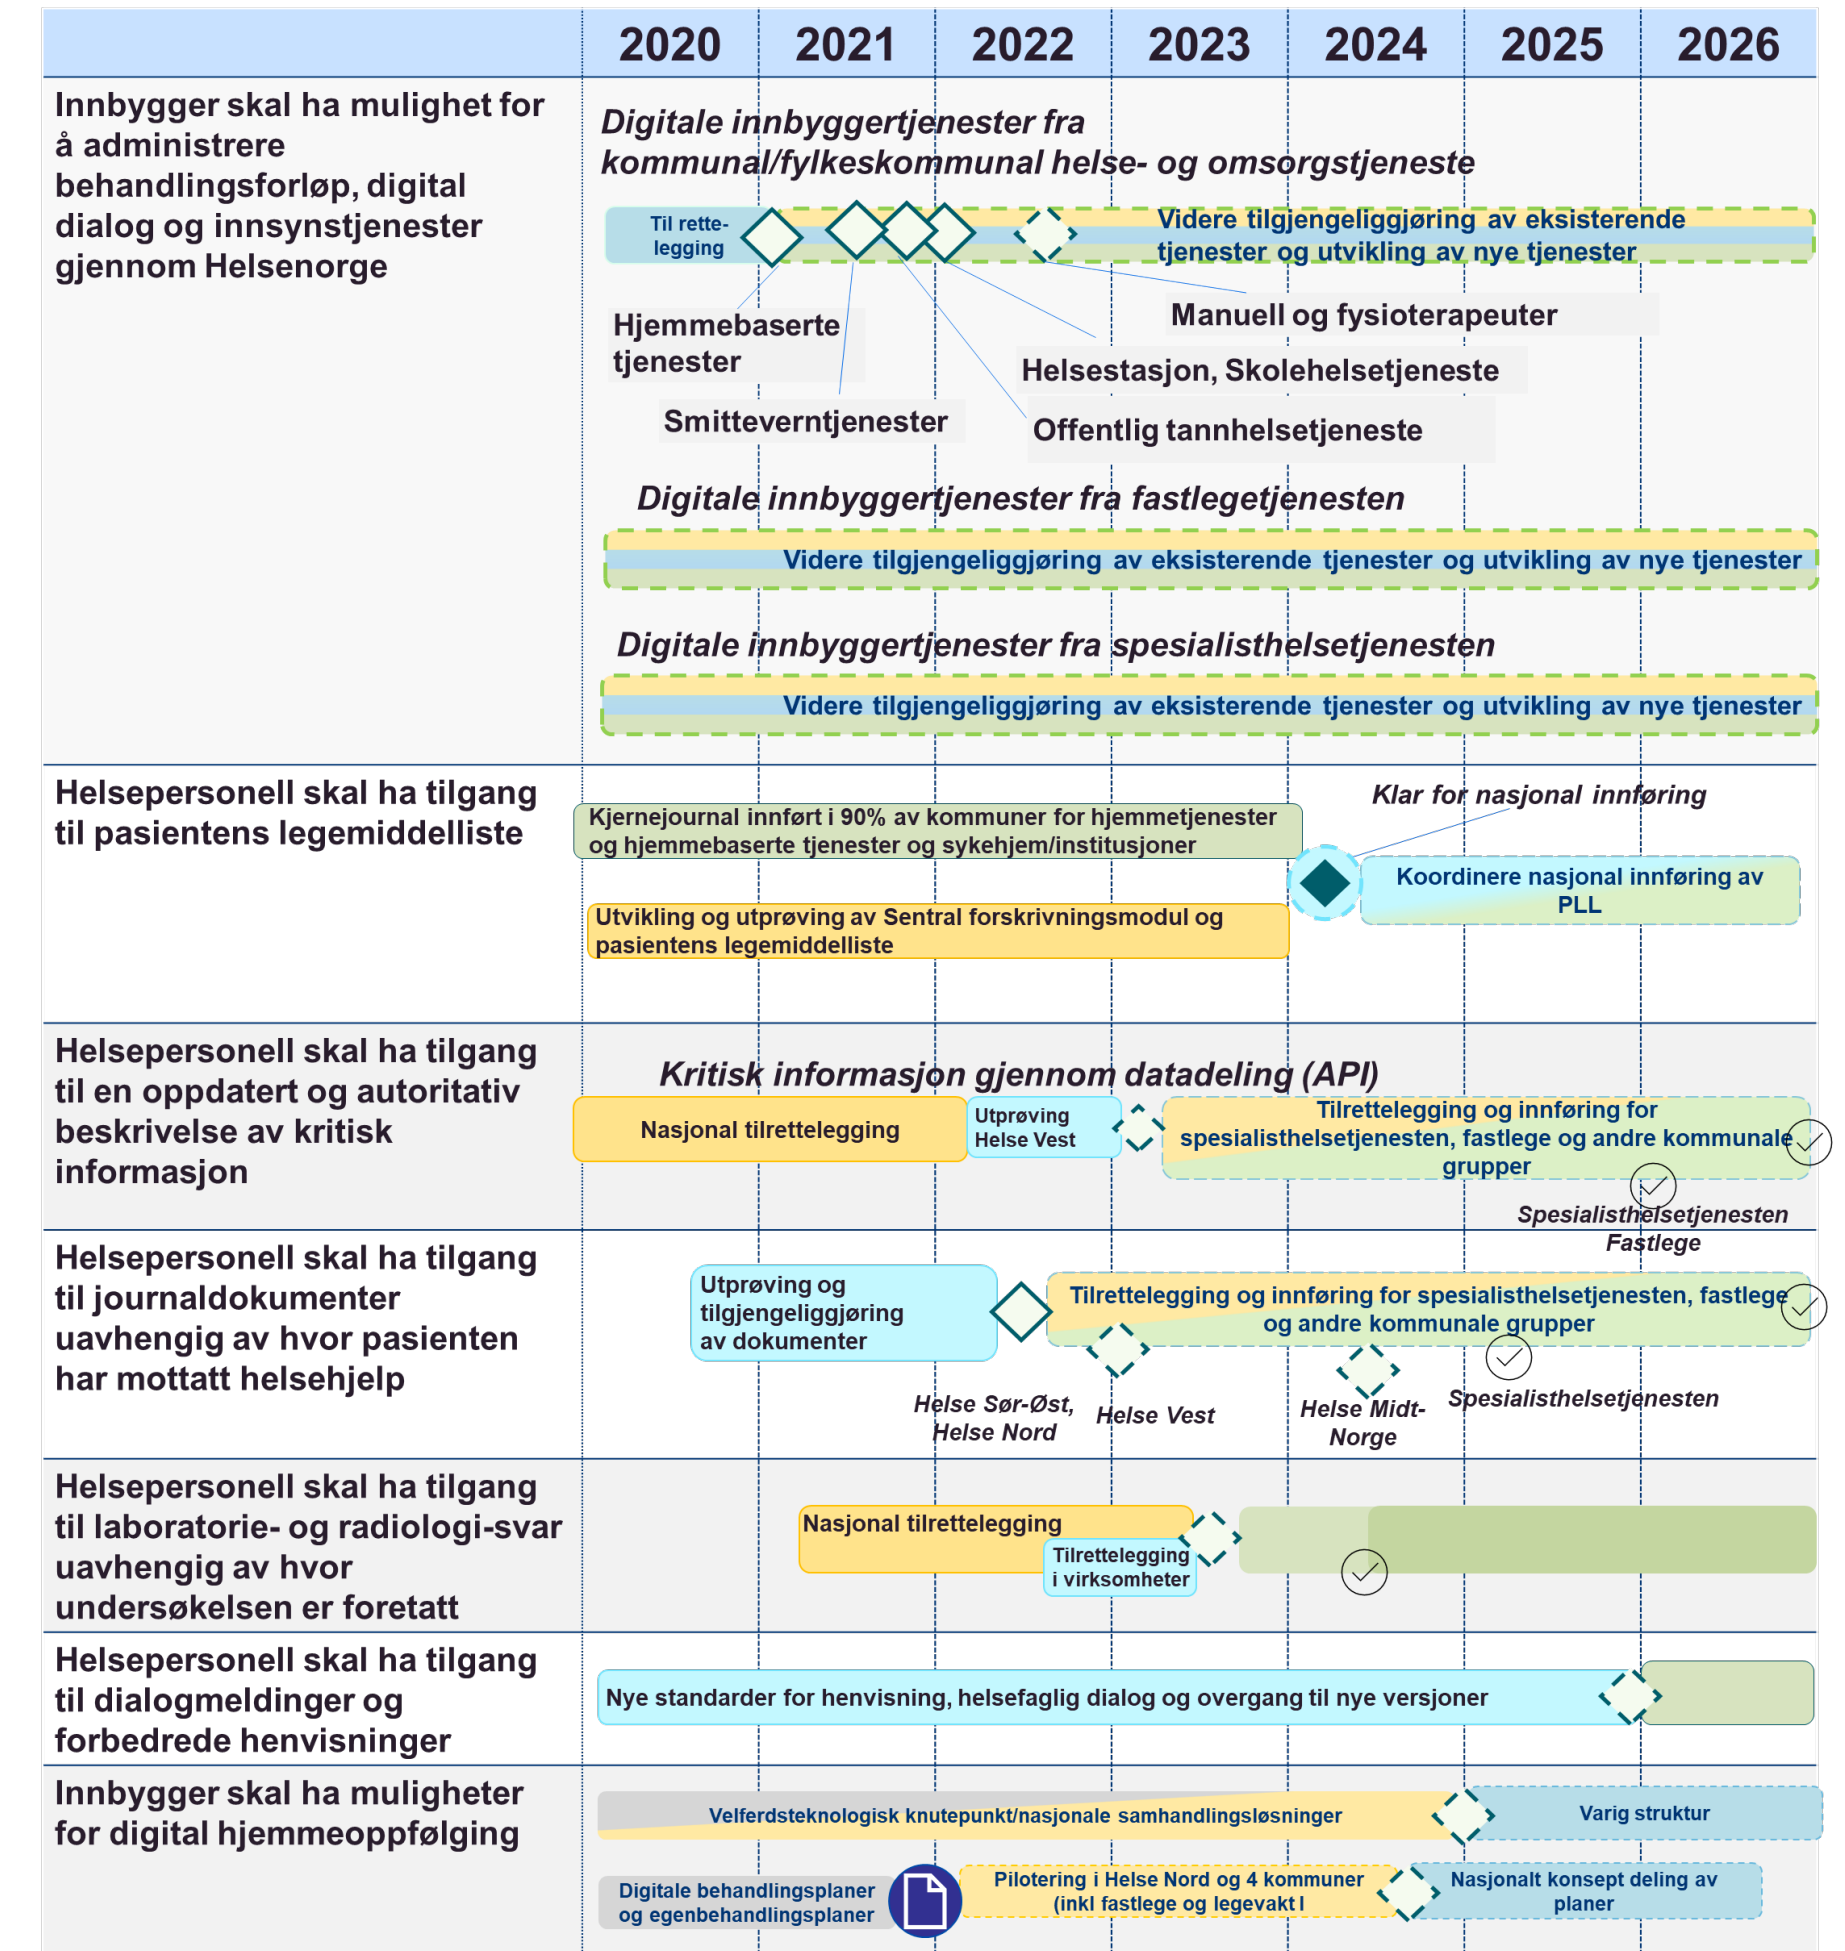 2020 2021 2022 2023 2024 2025 2026
Innbygger skal ha mulighet for
å administrere
behandlingsforløp, digital
dialog og innsynstjenester
gjennom Helsenorge
Digitale innbyggertjenester fra
kommunal/fylkeskommunal helse- og omsorgstjeneste
Til rette-
legging
Videre tilgjengeliggjøring av eksisterende
tjenester og utvikling av nye tjenester
Hjemmebaserte
tjenester
Manuell og fysioterapeuter
Helsestasjon, Skolehelsetjeneste
Smitteverntjenester
Offentlig tannhelsetjeneste
Digitale innbyggertjenester fra fastlegetjenesten
Videre tilgjengeliggjøring av eksisterende tjenester og utvikling av nye tjenester
Digitale innbyggertjenester fra spesialisthelsetjenesten
Videre tilgjengeliggjøring av eksisterende tjenester og utvikling av nye tjenester
Helsepersonell skal ha tilgang
til pasientens legemiddelliste
Klar for nasjonal innføring
Kjernejournal innført i 90% av kommuner for hjemmetjenester
og hjemmebaserte tjenester og sykehjem/institusjoner
Koordinere nasjonal innføring av
PLL
Utvikling og utprøving av Sentral forskrivningsmodul og
pasientens legemiddelliste
Helsepersonell skal ha tilgang
til en oppdatert og autoritativ
beskrivelse av kritisk
informasjon
Kritisk informasjon gjennom datadeling (API)
Nasjonal tilrettelegging
Utprøving
Helse Vest
Tilrettelegging og innføring for
spesialisthelsetjenesten, fastlege og andre kommunale
grupper
Spesialisthelsetjenesten
Fastlege
Helsepersonell skal ha tilgang
til journaldokumenter
uavhengig av hvor pasienten
har mottatt helsehjelp
Utprøving og
tilgjengeliggjøring
av dokumenter
Tilrettelegging og innføring for spesialisthelsetjenesten, fastlege
og andre kommunale grupper
Helse Sør-Øst,
Helse Nord
Helse Vest
Helse Midt-
Norge
Spesialisthelsetjenesten
Helsepersonell skal ha tilgang
til laboratorie- og radiologi-svar
uavhengig av hvor
undersøkelsen er foretatt
Nasjonal tilrettelegging
Tilrettelegging
i virksomheter
Helsepersonell skal ha tilgang
til dialogmeldinger og
forbedrede henvisninger
Nye standarder for henvisning, helsefaglig dialog og overgang til nye versjoner
Innbygger skal ha muligheter
for digital hjemmeoppfølging
Velferdsteknologisk knutepunkt/nasjonale samhandlingsløsninger
Varig struktur
Digitale behandlingsplaner
og egenbehandlingsplaner
Pilotering i Helse Nord og 4 kommuner
(inkl fastlege og legevakt l
Nasjonalt konsept deling av
planer